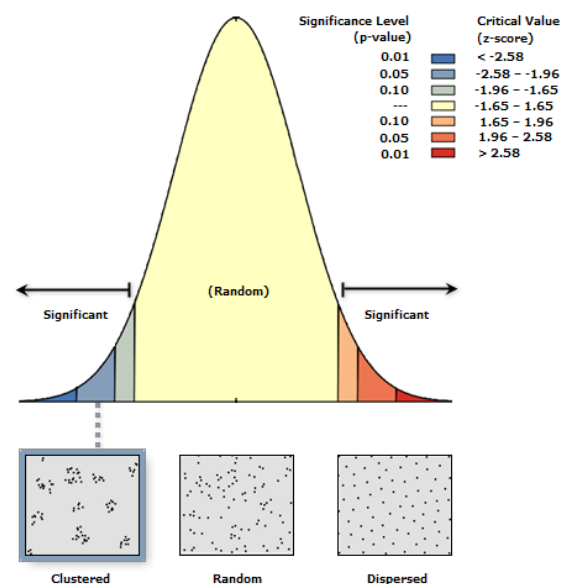 Significance Level Critical Value
(p-value) (z-score)
0.01 < -2.58
0.05 -2.58 – -1.96
0.10 -1.96 – -1.65
--- -1.65 – 1.65
0.10 1.65 – 1.96
0.05 1.96 – 2.58
0.01 > 2.58
(Random)
Significant Significant
Clustered Random Dispersed